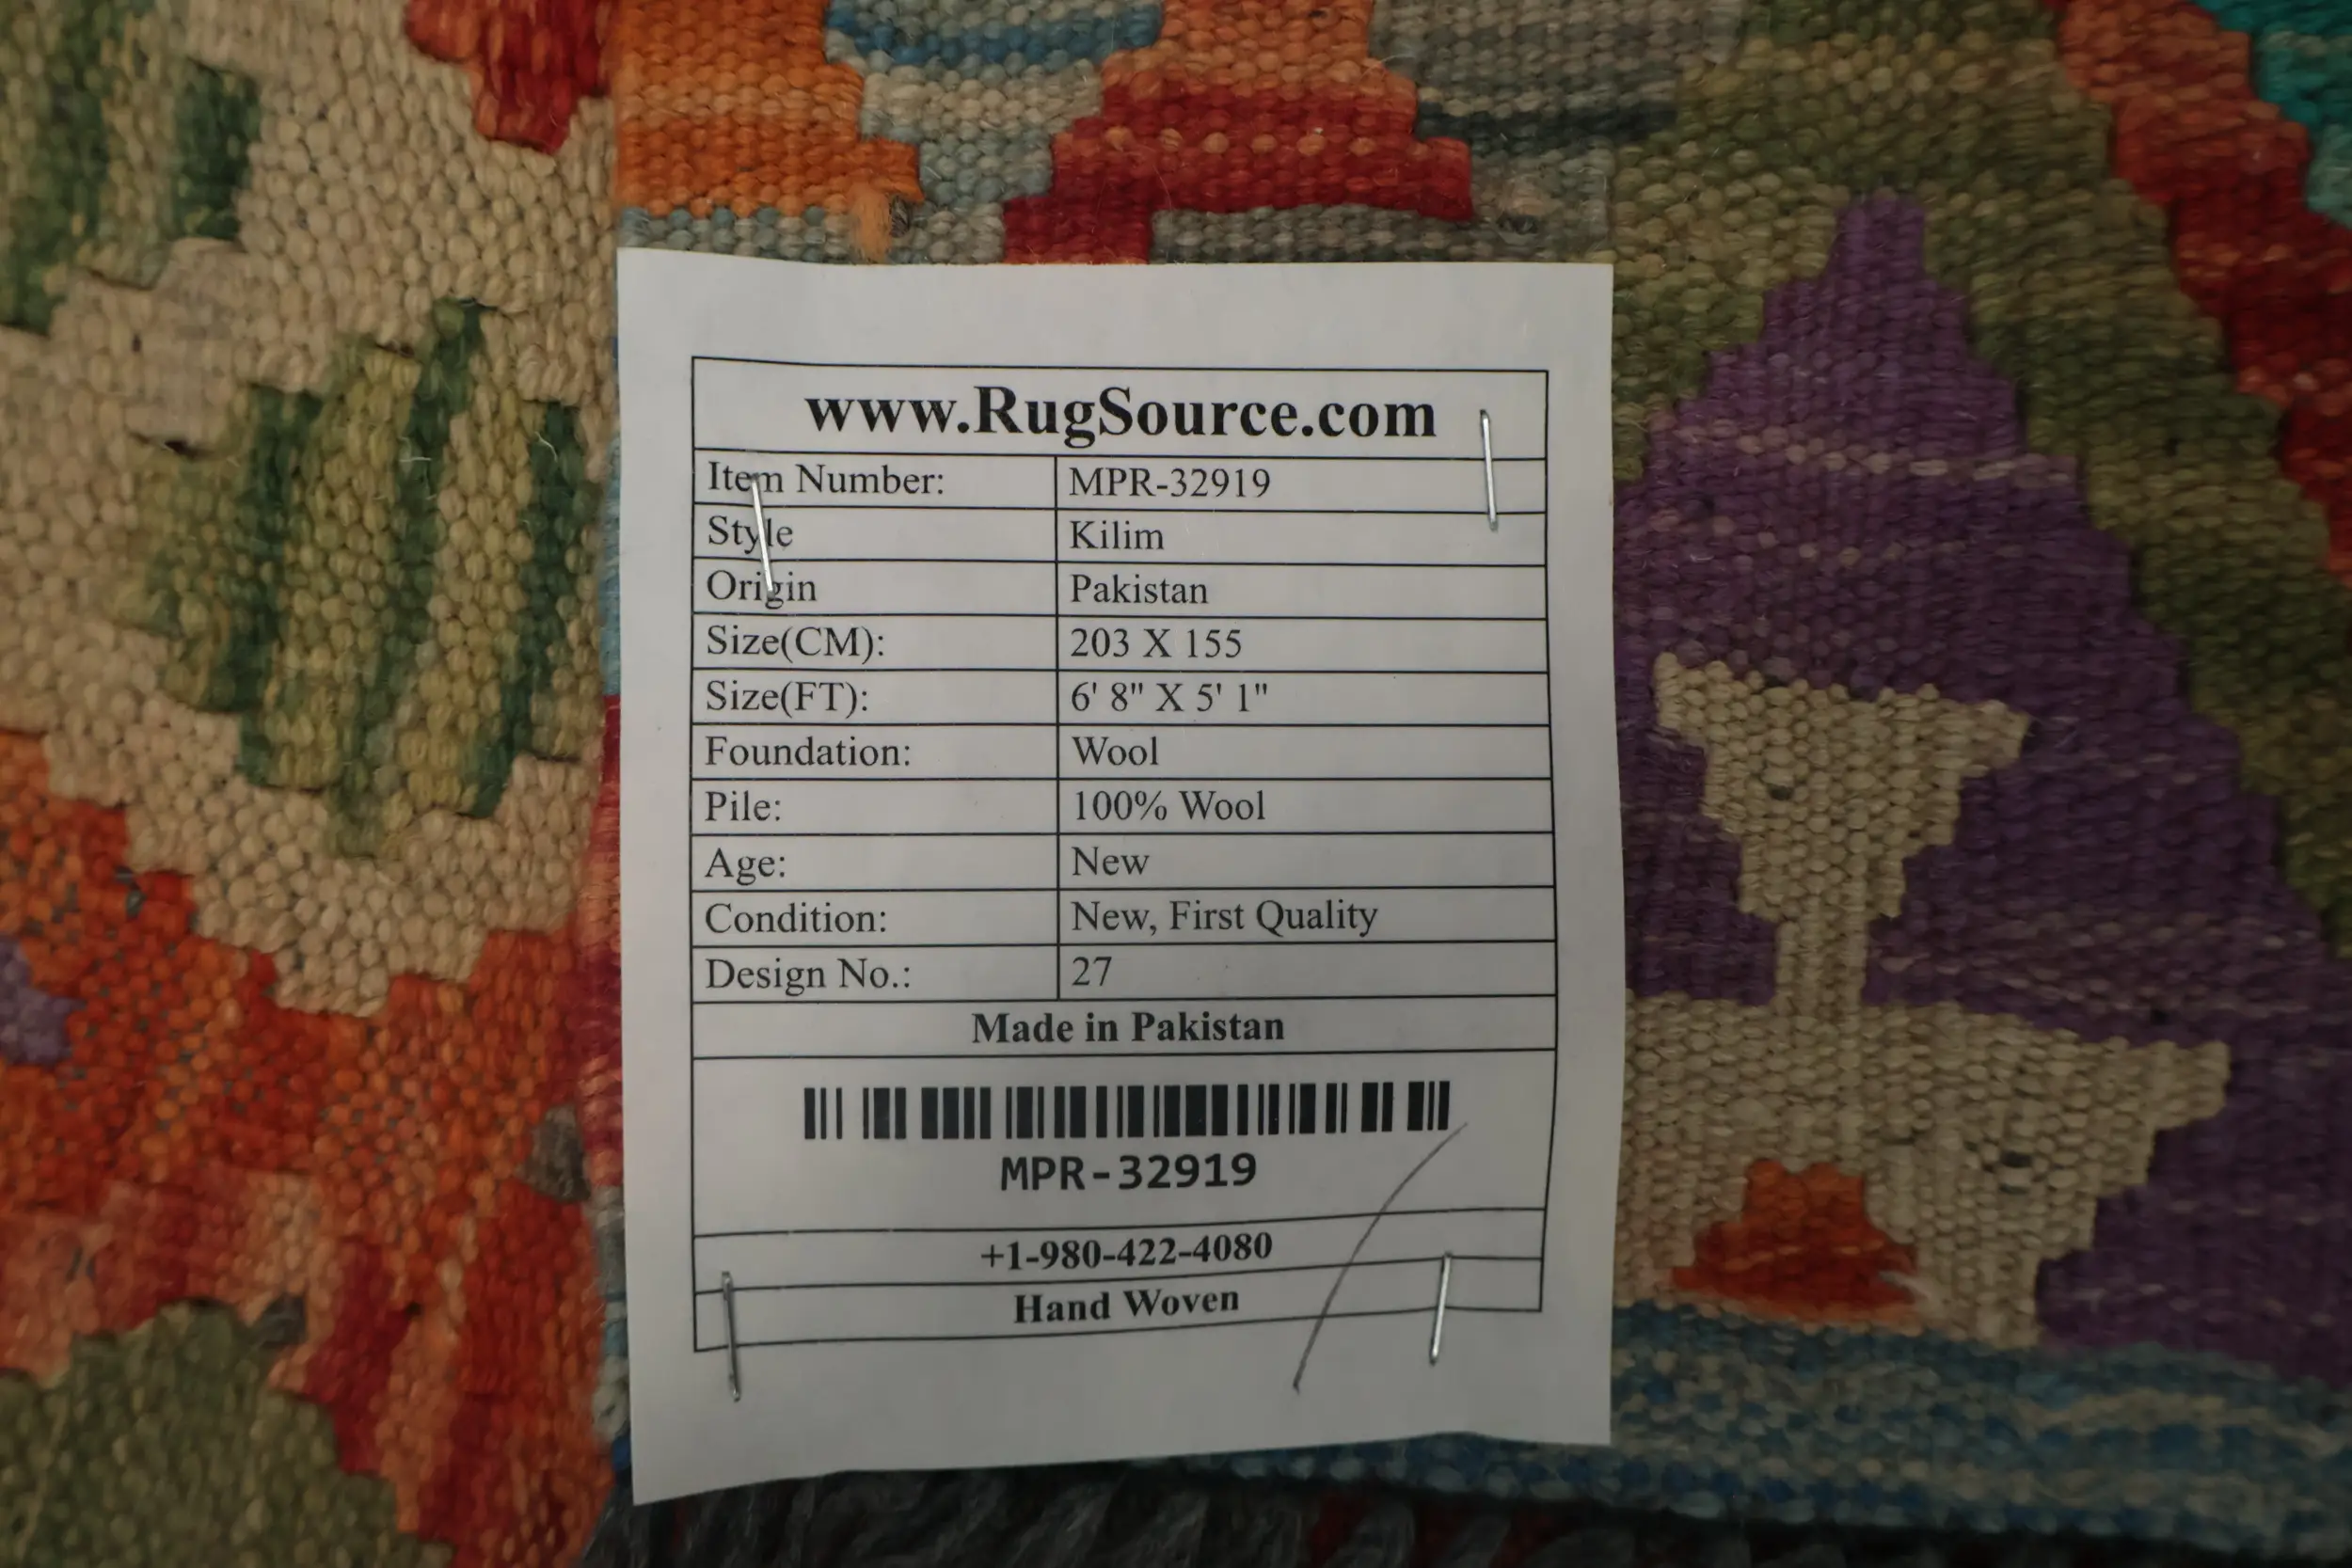 www.RugSource.com
Item Number: MPR-32919
Style Kilim
Origin Pakistan
Size(CM): 203 X 155
Size(FT): 6' 8" X 5' 1"
Foundation: Wool
Pile: 100% Wool
Age: New
Condition: New, First Quality
Design No.: 27
Made in Pakistan
MPR-32919
+1-980-422-4080
Hand Woven